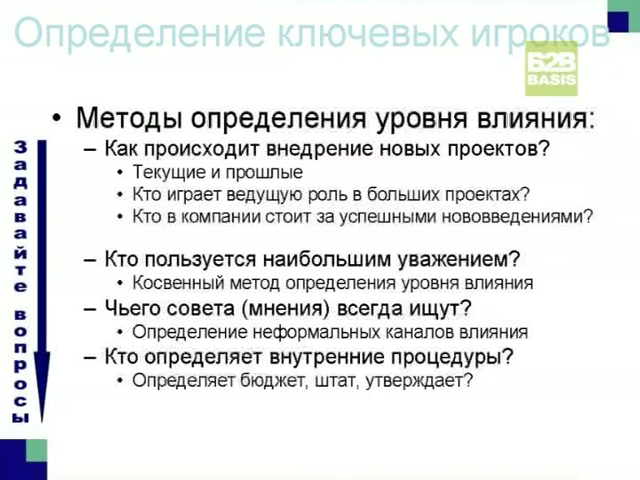 Определение ключевых игроков
Б2В
BASIS
• Методы определения уровня влияния:
– Как происходит внедрение новых проектов?
• Текущие и прошлые
• Кто играет ведущую роль в больших проектах?
• Кто в компании стоит за успешными нововведениями?
– Кто пользуется наибольшим уважением?
• Косвенный метод определения уровня влияния
– Чьего совета (мнения) всегда ищут?
• Определение неформальных каналов влияния
– Кто определяет внутренние процедуры?
• Определяет бюджет, штат, утверждает?
Задавайте вопросы